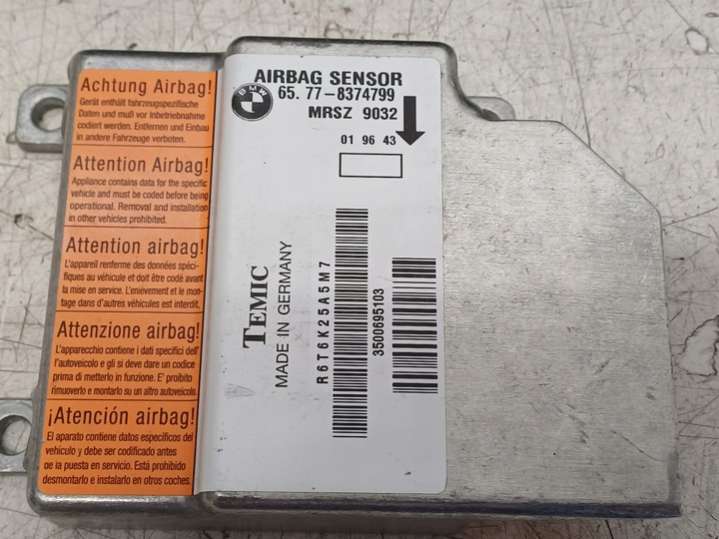 Achtung Airbag!
Gerät enthält fahrzeugspezifische
Daten und muß vor Inbetriebnahme
codiert werden. Entfernen und Einbau
in andere Fahrzeuge verboten.
Attention Airbag!
Appliance contains data for the specific
vehicle and must be coded before being
operational. Removal and installation
in other vehicles prohibited.
Attention airbag!
L'appareil renferme des données spéci-
fiques au véhicule et doit être codé avant
la mise en service. L'enievement et le mon-
tage dans d'autres véhicules est interdit.
Attenzione airbag!
L'apparecchio contiene i dati specifici dell'
l'autoveicolo e gli si deve dare un codice
prima di metterlo in funzione. E' proibito
rimuoverlo e montarlo su un altro autoveicolo.
¡Atención airbag!
El aparato contiene datos específicos del
vehículo y debe ser codificado antes
oe la puesta en servicio. Está prohibido
desmontarlo e instalarlo en otros coches.
AIRBAG SENSOR
BMW
65. 77-8374799
MRSZ 9032
01 96 43
TEMIC
MADE IN GERMANY
R6T6K25A5M7
3500695103